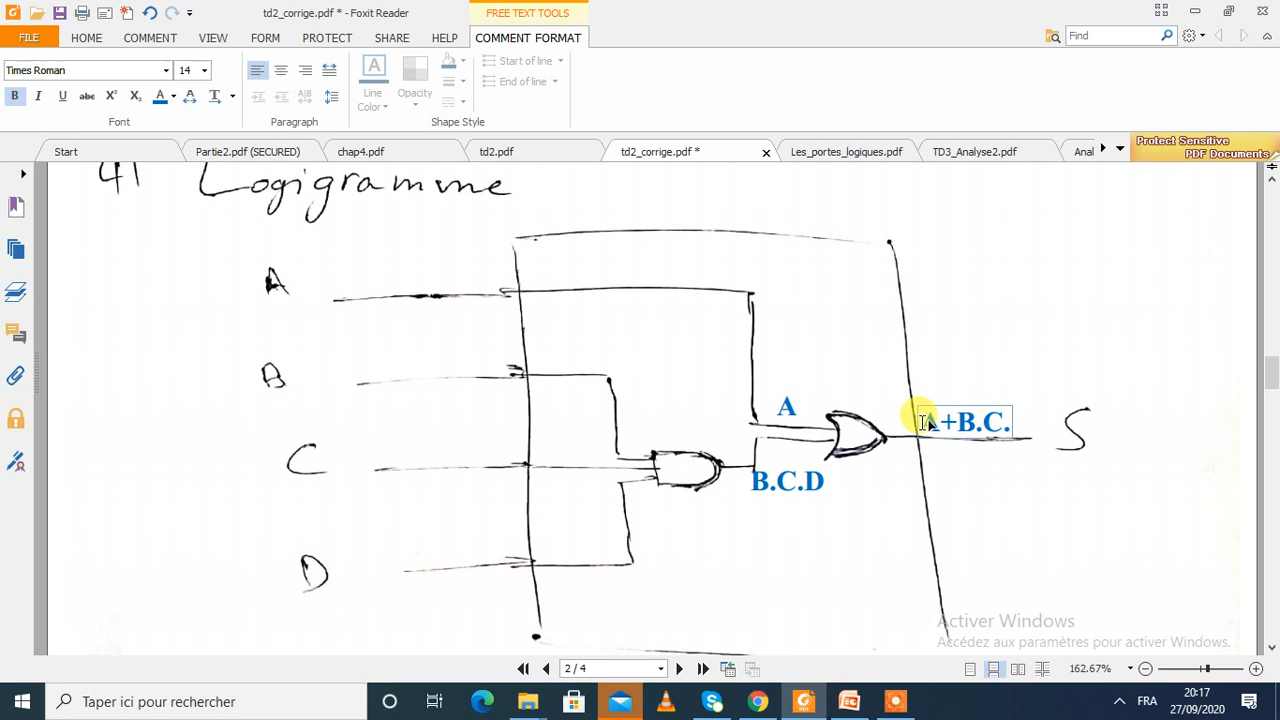 td2_corrige.pdf * - Foxit Reader
FREE TEXT TOOLS
FILE
HOME
COMMENT
VIEW
FORM
PROTECT
SHARE
HELP
COMMENT FORMAT
Find
Times Roman
14
Line Color
Opacity
Start of line
End of line
Font
Paragraph
Shape Style
Start
Partie2.pdf (SECURED)
chap4.pdf
td2.pdf
td2_corrige.pdf *
Les_portes_logiques.pdf
TD3_Analyse2.pdf
Anal
Protect Sensitive
PDF Documents
4) Logigramme
A
B
A
A+B.C.
S
C
B.C.D
D
Activer Windows
Accédez aux paramètres pour activer Windows.
2 / 4
162.67%
Taper ici pour rechercher
FRA
20:17
27/09/2020